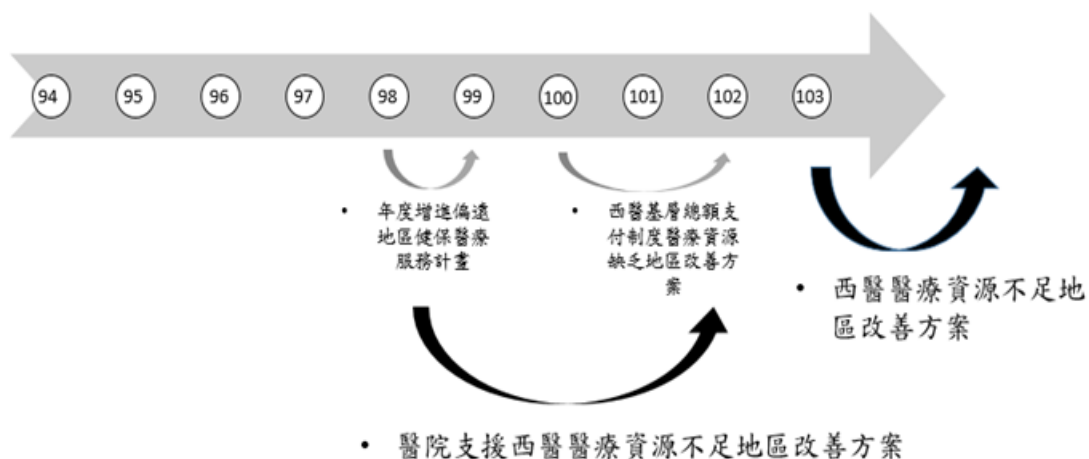 94 95 96 97 98 99 100 101 102 103
• 年度增進偏遠
地區健保醫療
服務計畫
• 西醫基層總額支
付制度醫療資源
缺乏地區改善方
案
• 西醫醫療資源不足地
區改善方案
• 醫院支援西醫醫療資源不足地區改善方案